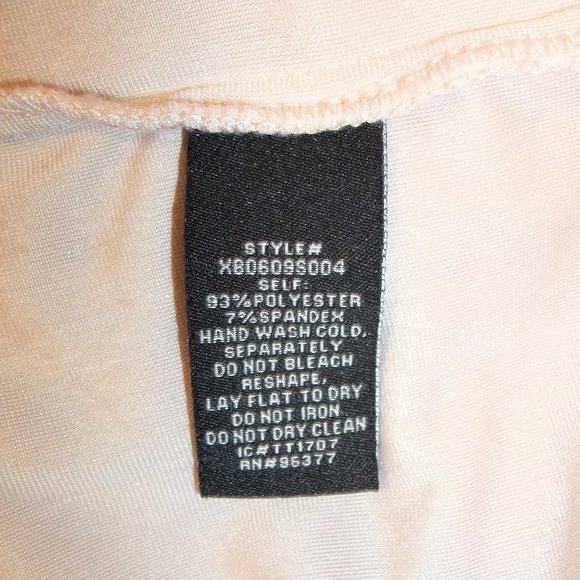 STYLE#
XB0609S004
SELF:
93%POLYESTER
7%SPANDEX
HAND WASH COLD,
SEPARATELY
DO NOT BLEACH
RESHAPE,
LAY FLAT TO DRY
DO NOT IRON
DO NOT DRY CLEAN
IC#TT1707
RN#96377